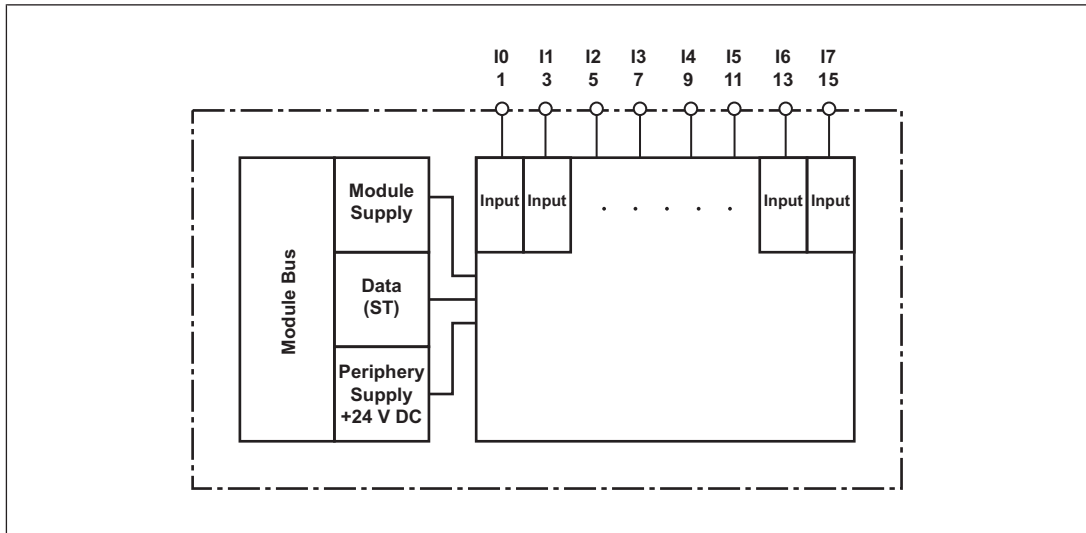 I0 I1 I2 I3 I4 I5 I6 I7
1 3 5 7 9 11 13 15
Module Bus
Module
Supply
Data
(ST)
Periphery
Supply
+24 V DC
Input Input . . . . . Input Input